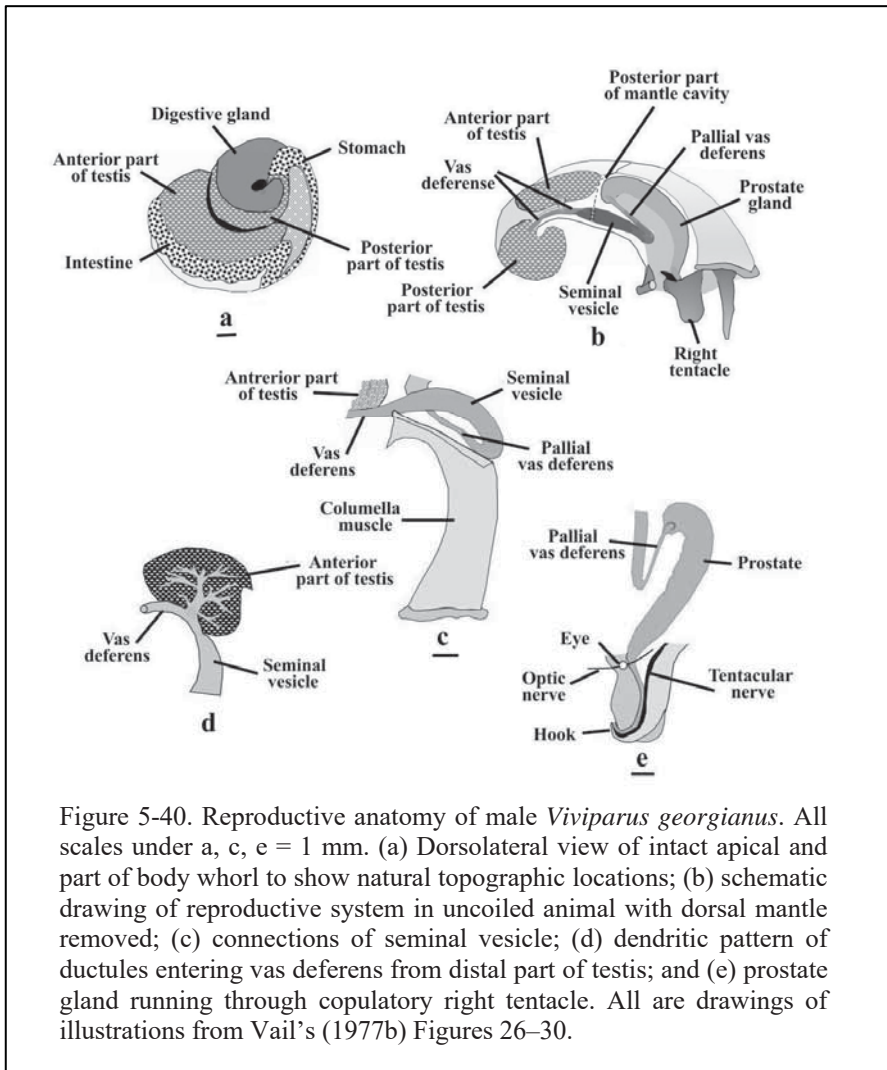 Digestive gland
Anterior part
of testis
Stomach
Intestine
Posterior
part of testis
a
Posterior part
of mantle cavity
Anterior part
of testis
Pallial vas
deferens
Vas
deferense
Prostate
gland
Posterior
part of testis
Seminal
vesicle
b
Right
tentacle
Antrerior part
of testis
Seminal
vesicle
Vas
deferens
Pallial
vas deferens
Columella
muscle
c
Anterior
part of testis
Vas
deferens
Seminal
vesicle
d
Pallial
vas deferens
Prostate
Eye
Optic
nerve
Tentacular
nerve
Hook
e
Figure 5-40. Reproductive anatomy of male Viviparus georgianus. All
scales under a, c, e = 1 mm. (a) Dorsolateral view of intact apical and
part of body whorl to show natural topographic locations; (b) schematic
drawing of reproductive system in uncoiled animal with dorsal mantle
removed; (c) connections of seminal vesicle; (d) dendritic pattern of
ductules entering vas deferens from distal part of testis; and (e) prostate
gland running through copulatory right tentacle. All are drawings of
illustrations from Vail’s (1977b) Figures 26–30.